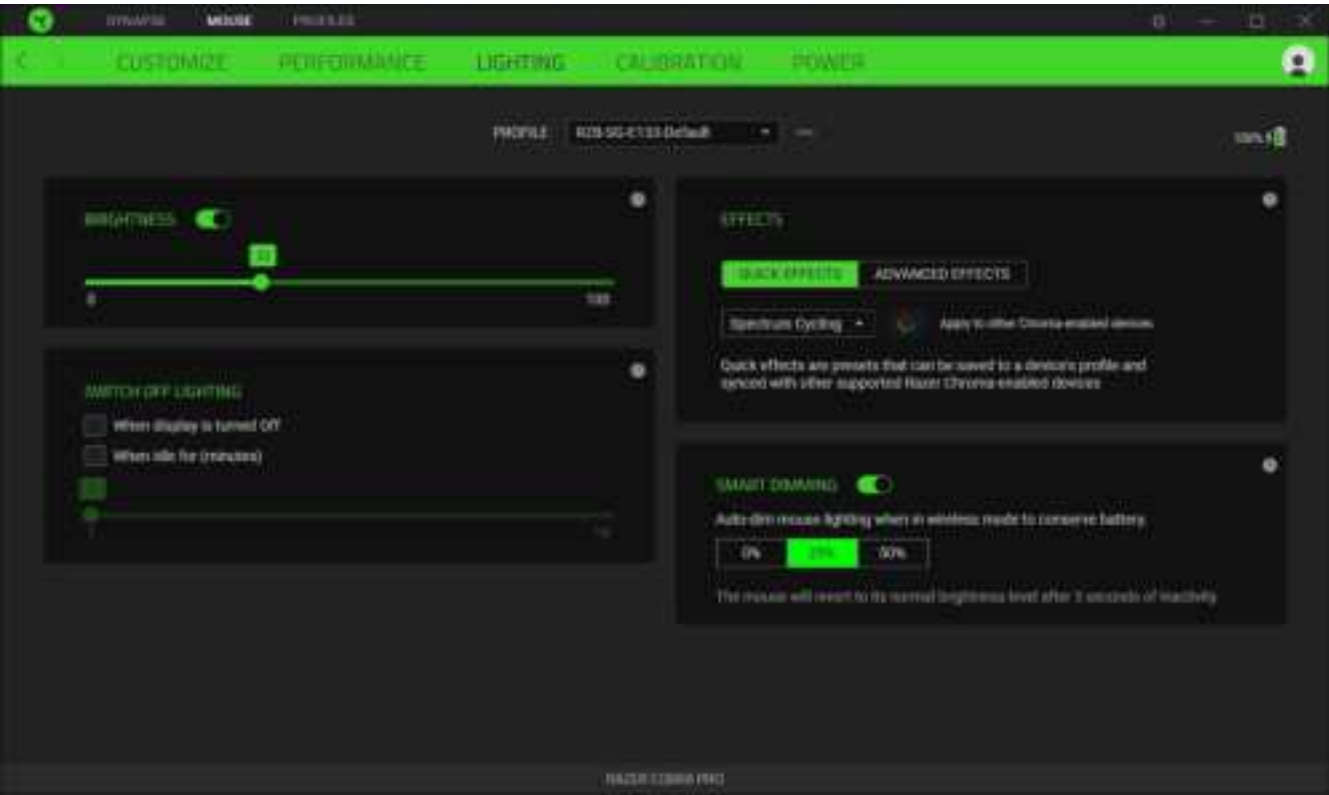 SYNAPSE MOUSE PROFILES
CUSTOMIZE PERFORMANCE LIGHTING CALIBRATION POWER
PROFILE
100%
BRIGHTNESS
33
0 100
SWITCH OFF LIGHTING
When display is turned Off
When idle for (minutes)
EFFECTS
QUICK EFFECTS ADVANCED EFFECTS
Spectrum Cycling Apply to other Chroma-enabled devices
Quick effects are presets that can be saved to a device's profile and
synced with other supported Razer Chroma-enabled devices
SMART DIMMING
Auto-dim mouse lighting when in wireless mode to conserve battery.
0% 25% 50%
The mouse will revert to its normal brightness level after 5 seconds of inactivity.
RAZER COBRA PRO